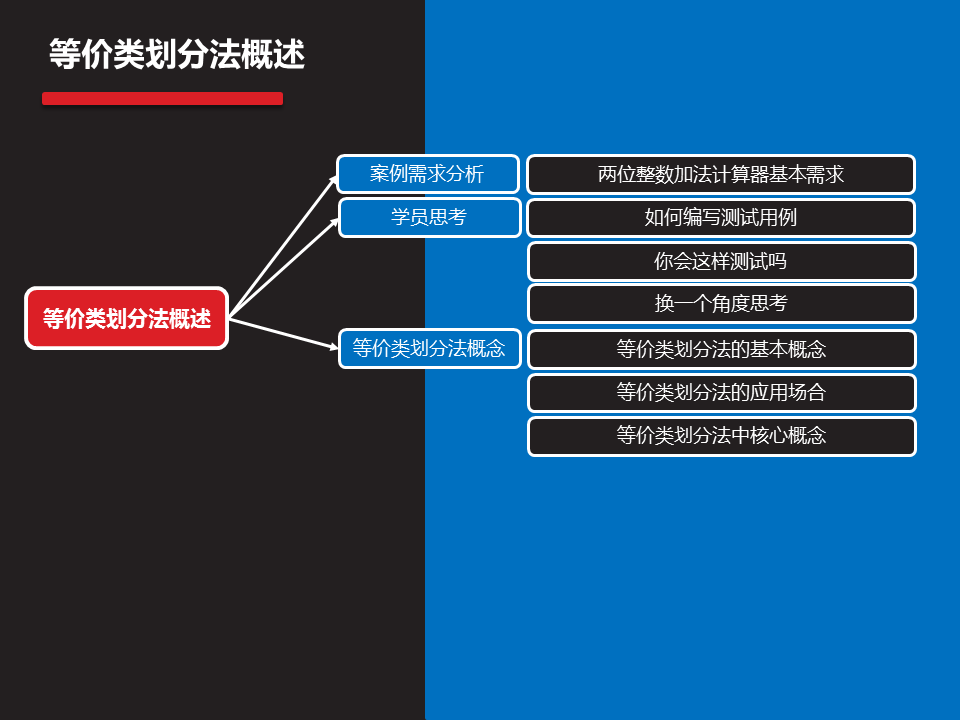 等价类划分法概述
案例需求分析
两位整数加法计算器基本需求
学员思考
如何编写测试用例
你会这样测试吗
换一个角度思考
等价类划分法概述
等价类划分法概念
等价类划分法的基本概念
等价类划分法的应用场合
等价类划分法中核心概念